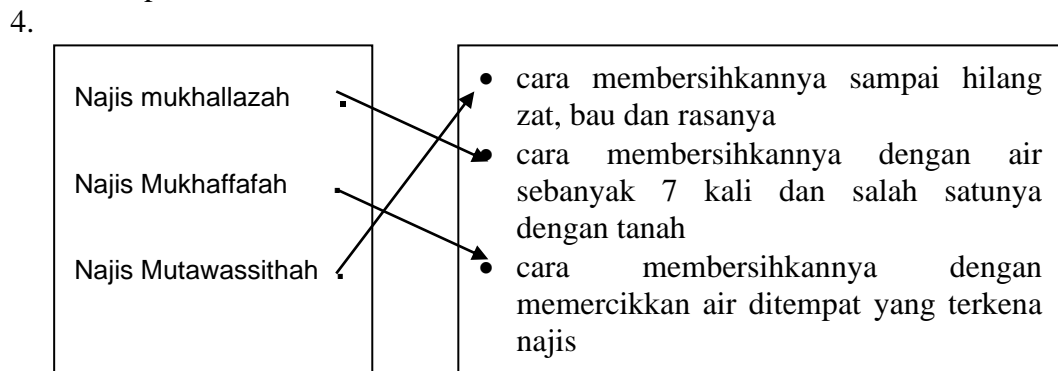 4.
Najis mukhallazah
Najis Mukhaffafah
Najis Mutawassithah
• cara membersihkannya sampai hilang
zat, bau dan rasanya
• cara membersihkannya dengan air
sebanyak 7 kali dan salah satunya
dengan tanah
• cara membersihkannya dengan
memercikkan air ditempat yang terkena
najis